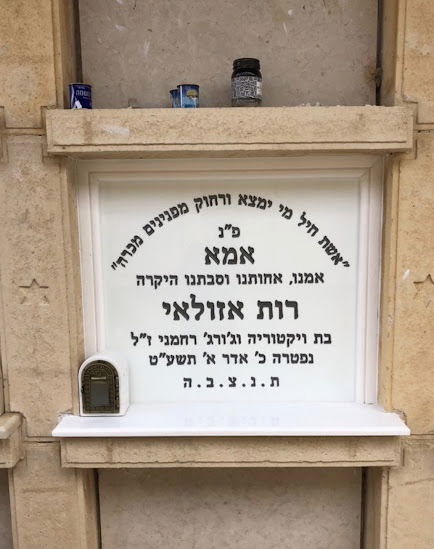 "אשת חיל מי ימצא ורחוק מפנינים מכרה"
פ"נ
אמא
אמנו, אחותנו וסבתנו היקרה
רות אזולאי
בת ויקטוריה וג'ורג' רחמני ז"ל
נפטרה כ' אדר א' תשע"ט
ת.נ.צ.ב.ה